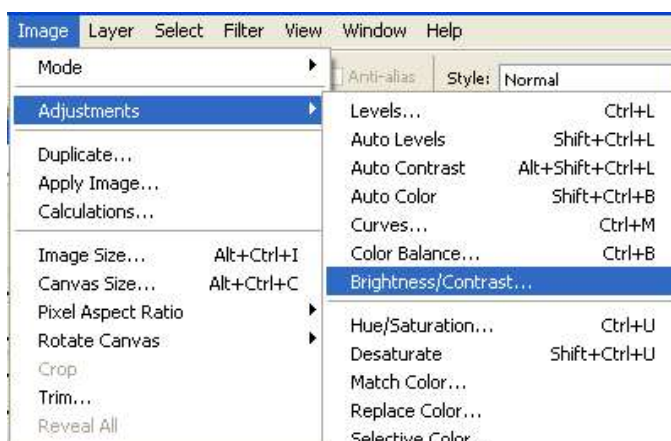 Image Layer Select Filter View Window Help
Anti-alias Style: Normal
Mode
Adjustments
Duplicate...
Apply Image...
Calculations...
Image Size... Alt+Ctrl+I
Canvas Size... Alt+Ctrl+C
Pixel Aspect Ratio
Rotate Canvas
Crop
Trim...
Reveal All
Levels... Ctrl+L
Auto Levels Shift+Ctrl+L
Auto Contrast Alt+Shift+Ctrl+L
Auto Color Shift+Ctrl+B
Curves... Ctrl+M
Color Balance... Ctrl+B
Brightness/Contrast...
Hue/Saturation... Ctrl+U
Desaturate Shift+Ctrl+U
Match Color...
Replace Color...
Selective Color...